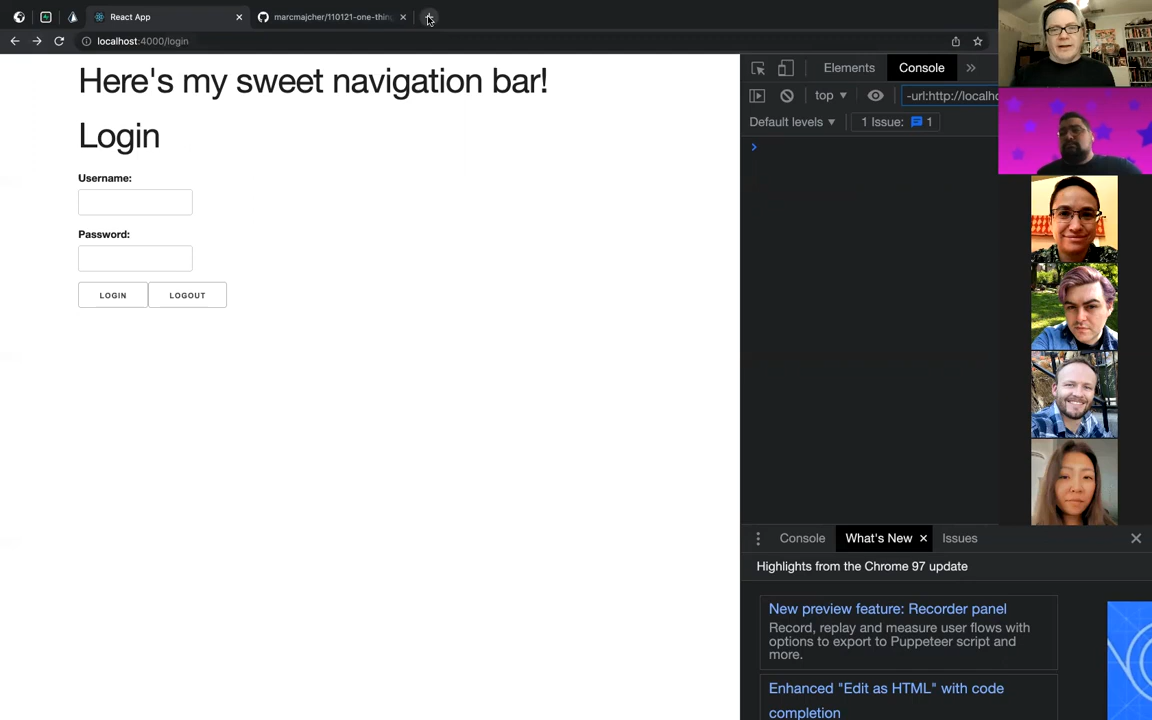 React App
marcmajcher/110121-one-thin
localhost:4000/login
Here's my sweet navigation bar!
Login
Username:
Password:
LOGIN
LOGOUT
Elements
Console
top
-url:http://localho
Default levels
1 Issue:
1
Console
What's New
Issues
Highlights from the Chrome 97 update
New preview feature: Recorder panel
Record, replay and measure user flows with
options to export to Puppeteer script and
more.
Enhanced "Edit as HTML" with code
completion